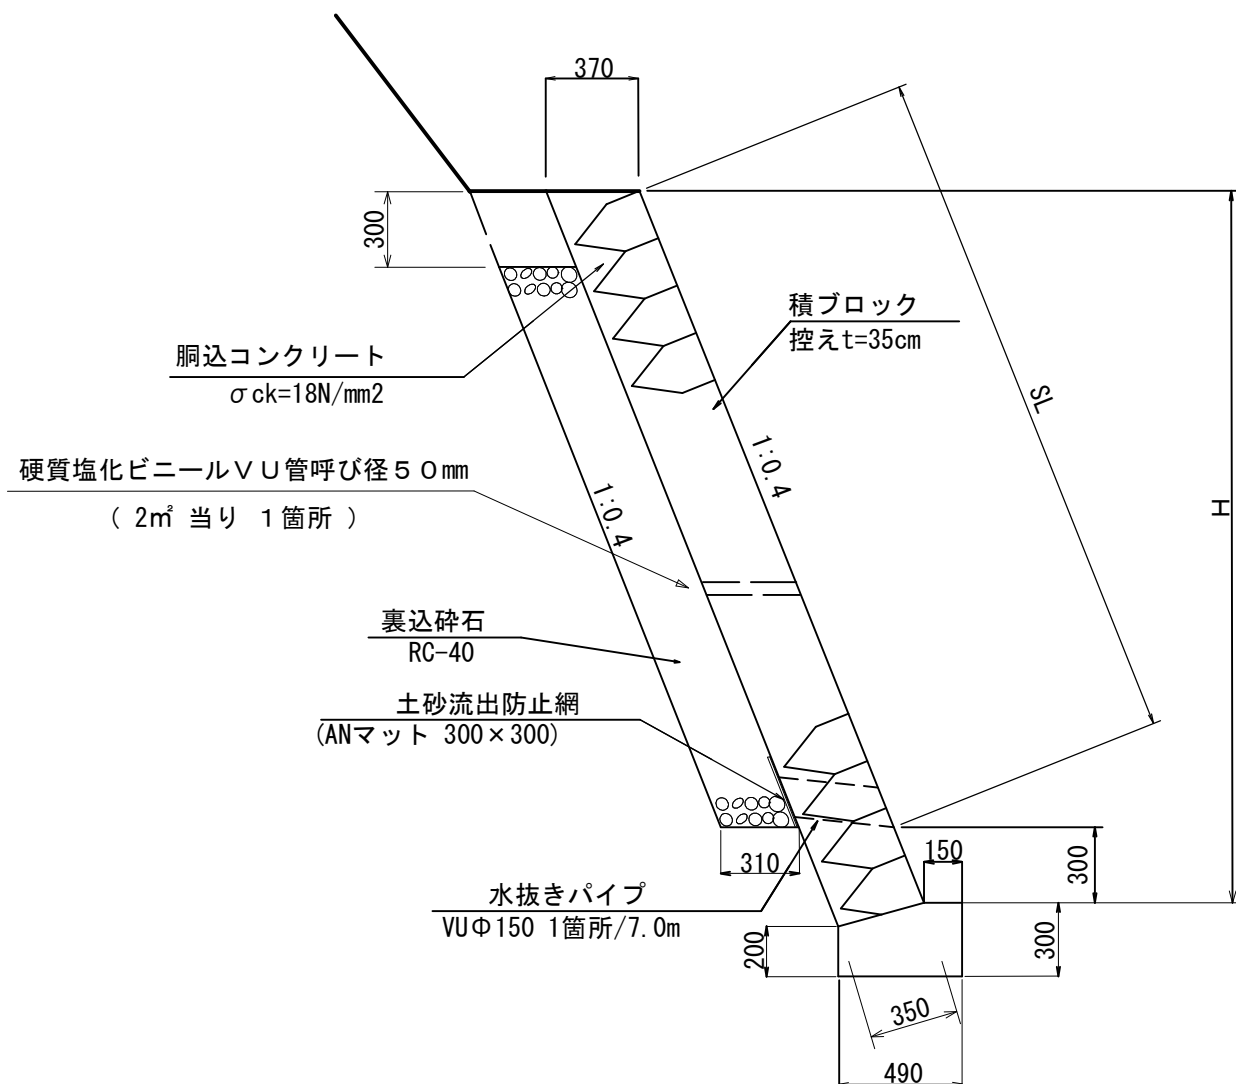 370
300
積ブロック
控えt=35cm
胴込コンクリート
σck=18N/mm2
SL
1:0.4
硬質塩化ビニールVU管呼び径50mm
( 2㎡ 当り 1箇所 )
1:0.4
H
裏込砕石
RC-40
土砂流出防止網
(ANマット 300×300)
310
150
300
水抜きパイプ
VUΦ150 1箇所/7.0m
200
300
350
490